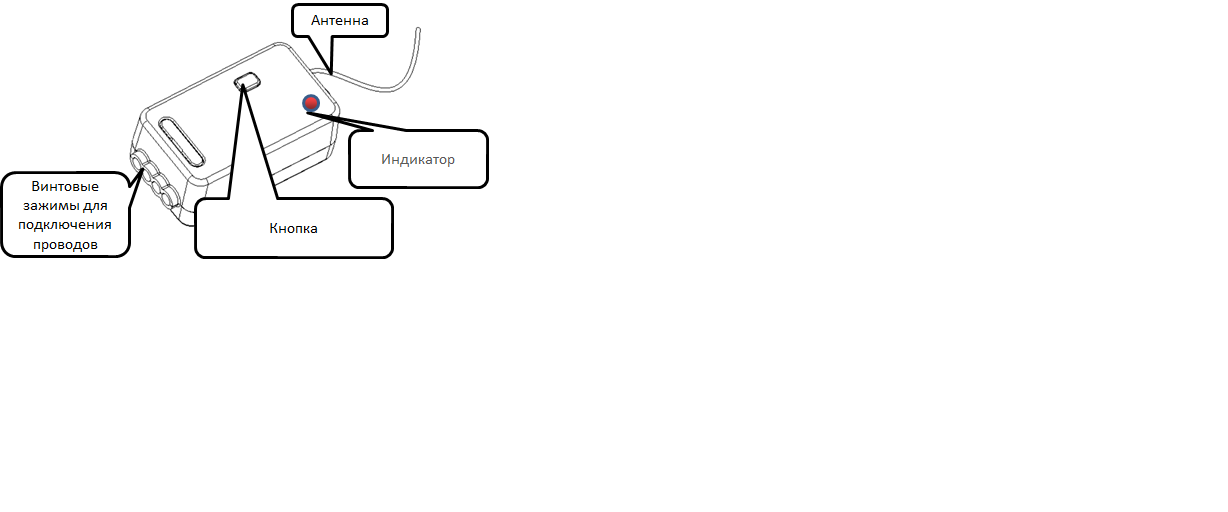 Антенна
Индикатор
Винтовые
зажимы для
подключения
проводов
Кнопка